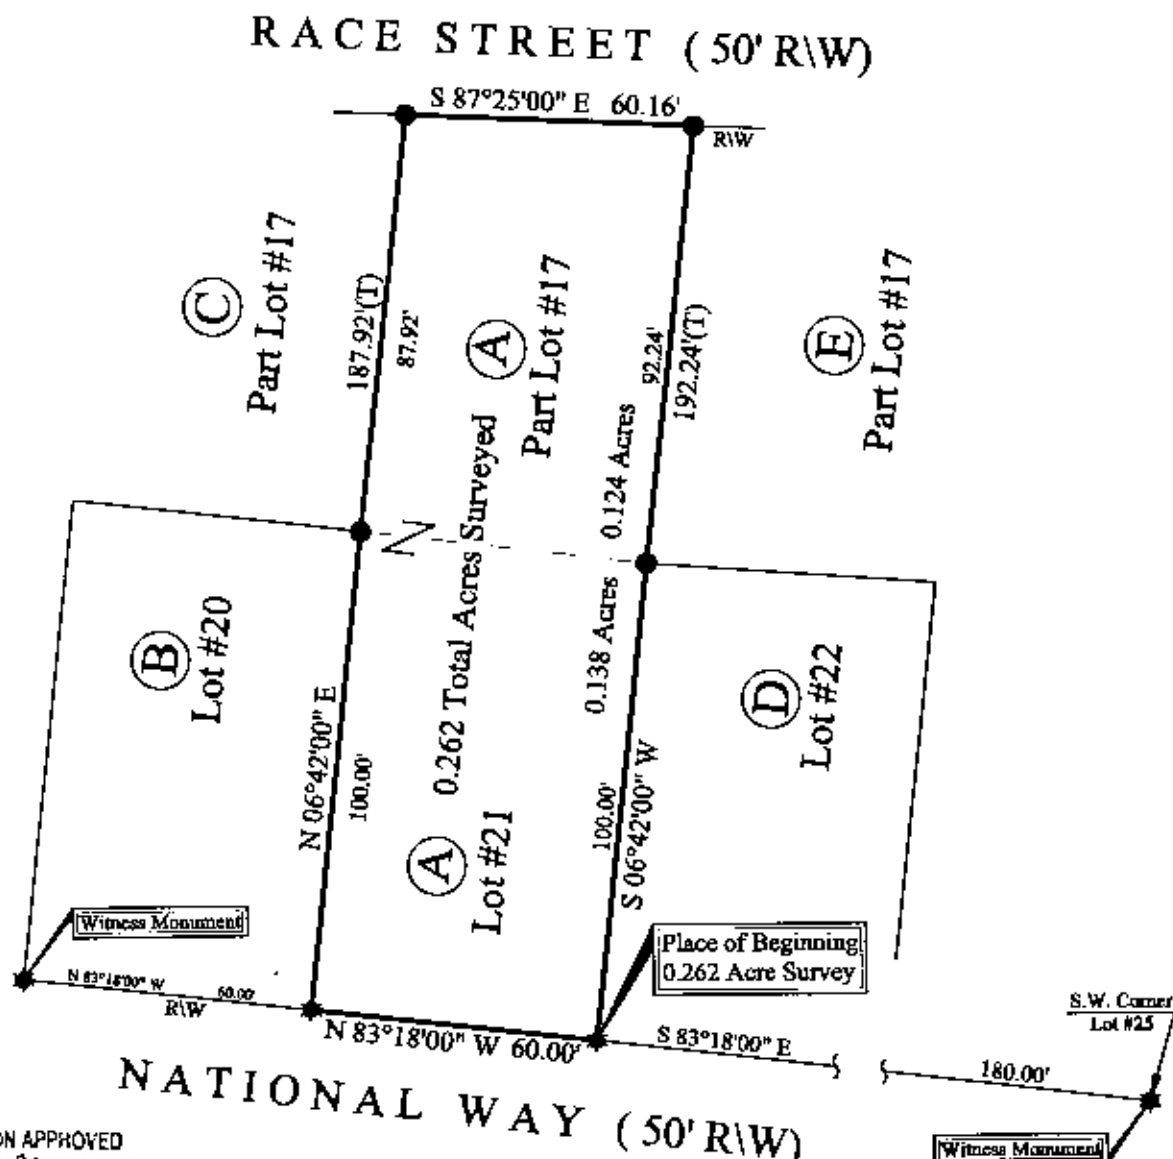 RACE STREET ( 50' R\W)
S 87°25'00" E 60.16'
R\W
C
Part Lot #17
187.92'(T)
87.92'
A
Part Lot #17
92.24'
192.24'(T)
E
Part Lot #17
0.262 Total Acres Surveyed
0.124 Acres
N
B
Lot #20
N 06°42'00" E
100.00'
0.138 Acres
100.00'
S 06°42'00" W
D
Lot #22
A
Lot #21
Witness Monument
Place of Beginning
0.262 Acre Survey
N 83°18'00" W 60.00'
R\W
N 83°18'00" W 60.00'
S 83°18'00" E
180.00'
S.W. Corner
Lot #25
NATIONAL WAY ( 50' R\W)
Witness Monument
ON APPROVED